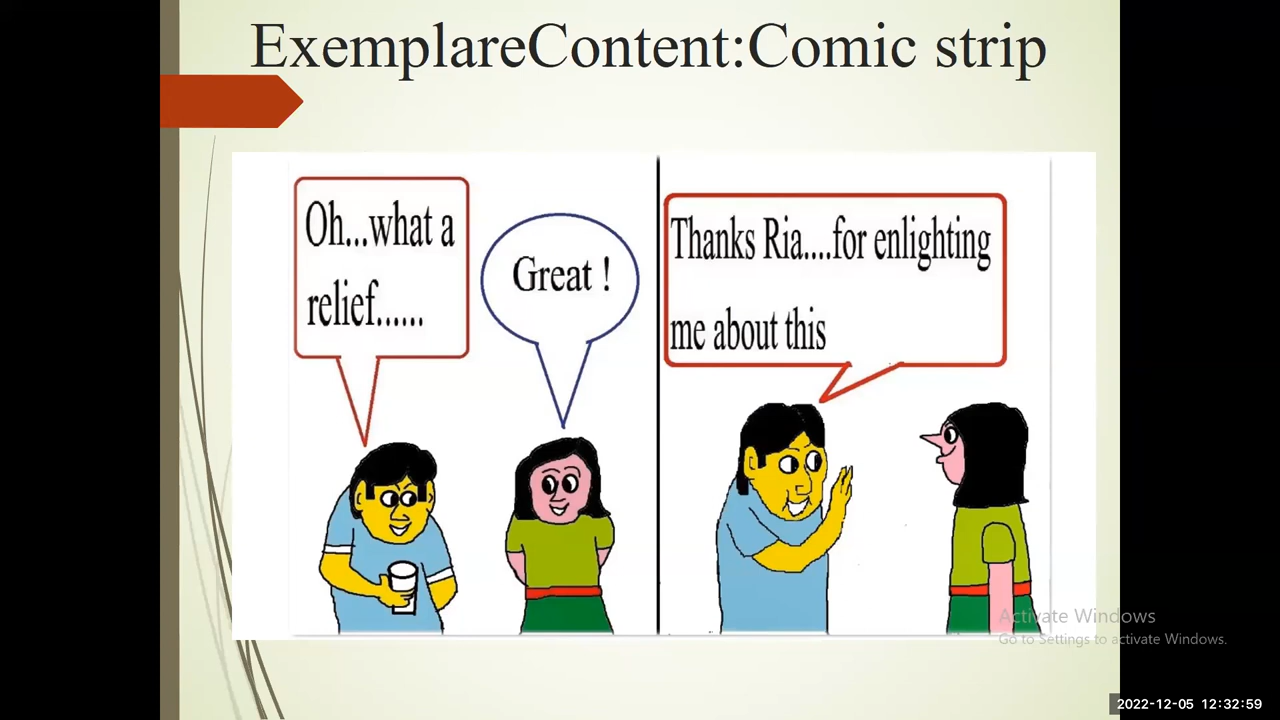 ExemplareContent:Comic strip
Oh...what a
relief......
Great !
Thanks Ria....for enlighting
me about this
Activate Windows
Go to Settings to activate Windows.
2022-12-05 12:32:59